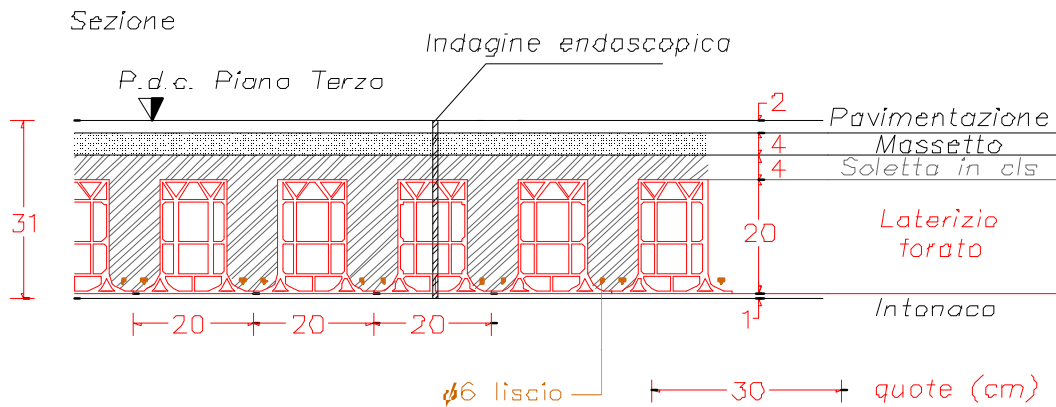 Sezione
Indagine endoscopica
P.d.c. Piano Terzo
2
Pavimentazione
4
Massetto
4
Soletta in cls
31
20
Laterizio
forato
1
Intonaco
20
20
20
ϕ6 liscio
30
quote (cm)